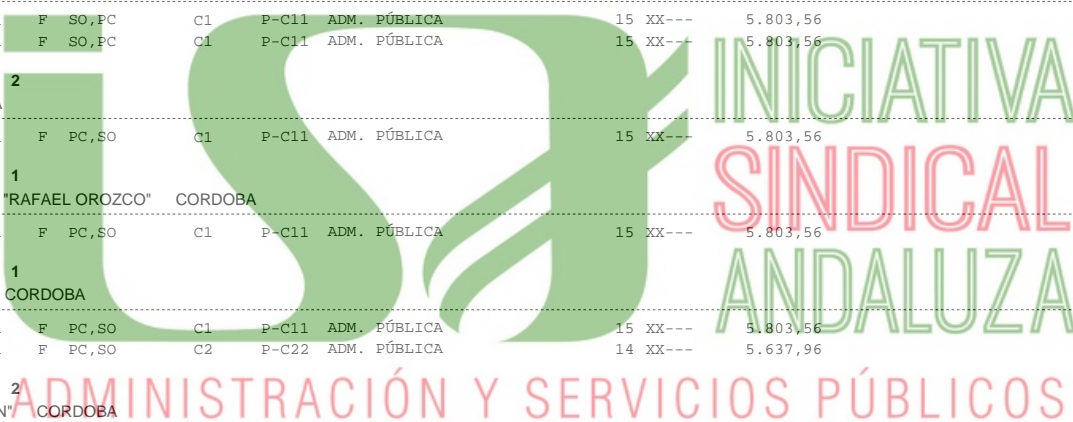 F SO,PC C1 P-C11 ADM. PÚBLICA 15 XX--- 5.803,56
F SO,PC C1 P-C11 ADM. PÚBLICA 15 XX--- 5.803,56
2
F PC,SO C1 P-C11 ADM. PÚBLICA 15 XX--- 5.803,56
1
"RAFAEL OROZCO" CORDOBA
F PC,SO C1 P-C11 ADM. PÚBLICA 15 XX--- 5.803,56
1
CORDOBA
F PC,SO C1 P-C11 ADM. PÚBLICA 15 XX--- 5.803,56
F PC,SO C2 P-C22 ADM. PÚBLICA 14 XX--- 5.637,96
2
N" CORDOBA
INICIATIVA
SINDICAL
ANDALUZA
ADMINISTRACIÓN Y SERVICIOS PÚBLICOS